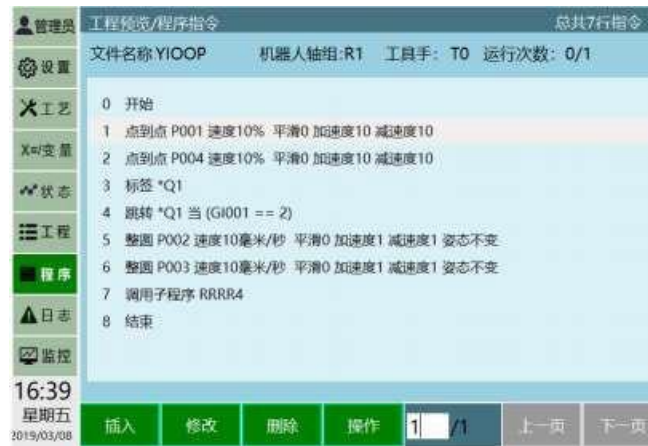 管理员
工程预览/程序指令 总共7行指令
文件名称 YIOOP 机器人轴组:R1 工具手: T0 运行次数: 0/1
设置
工艺
X=/变量
状态
工程
程序
日志
监控
0 开始
1 点到点 P001 速度10% 平滑0 加速度10 减速度10
2 点到点 P004 速度10% 平滑0 加速度10 减速度10
3 标签 *Q1
4 跳转 *Q1 当 (GI001 == 2)
5 整圆 P002 速度10毫米/秒 平滑0 加速度1 减速度1 姿态不变
6 整圆 P003 速度10毫米/秒 平滑0 加速度1 减速度1 姿态不变
7 调用子程序 RRRR4
8 结束
16:39
星期五
2019/03/08
插入 修改 删除 操作 1 /1 上一页 下一页